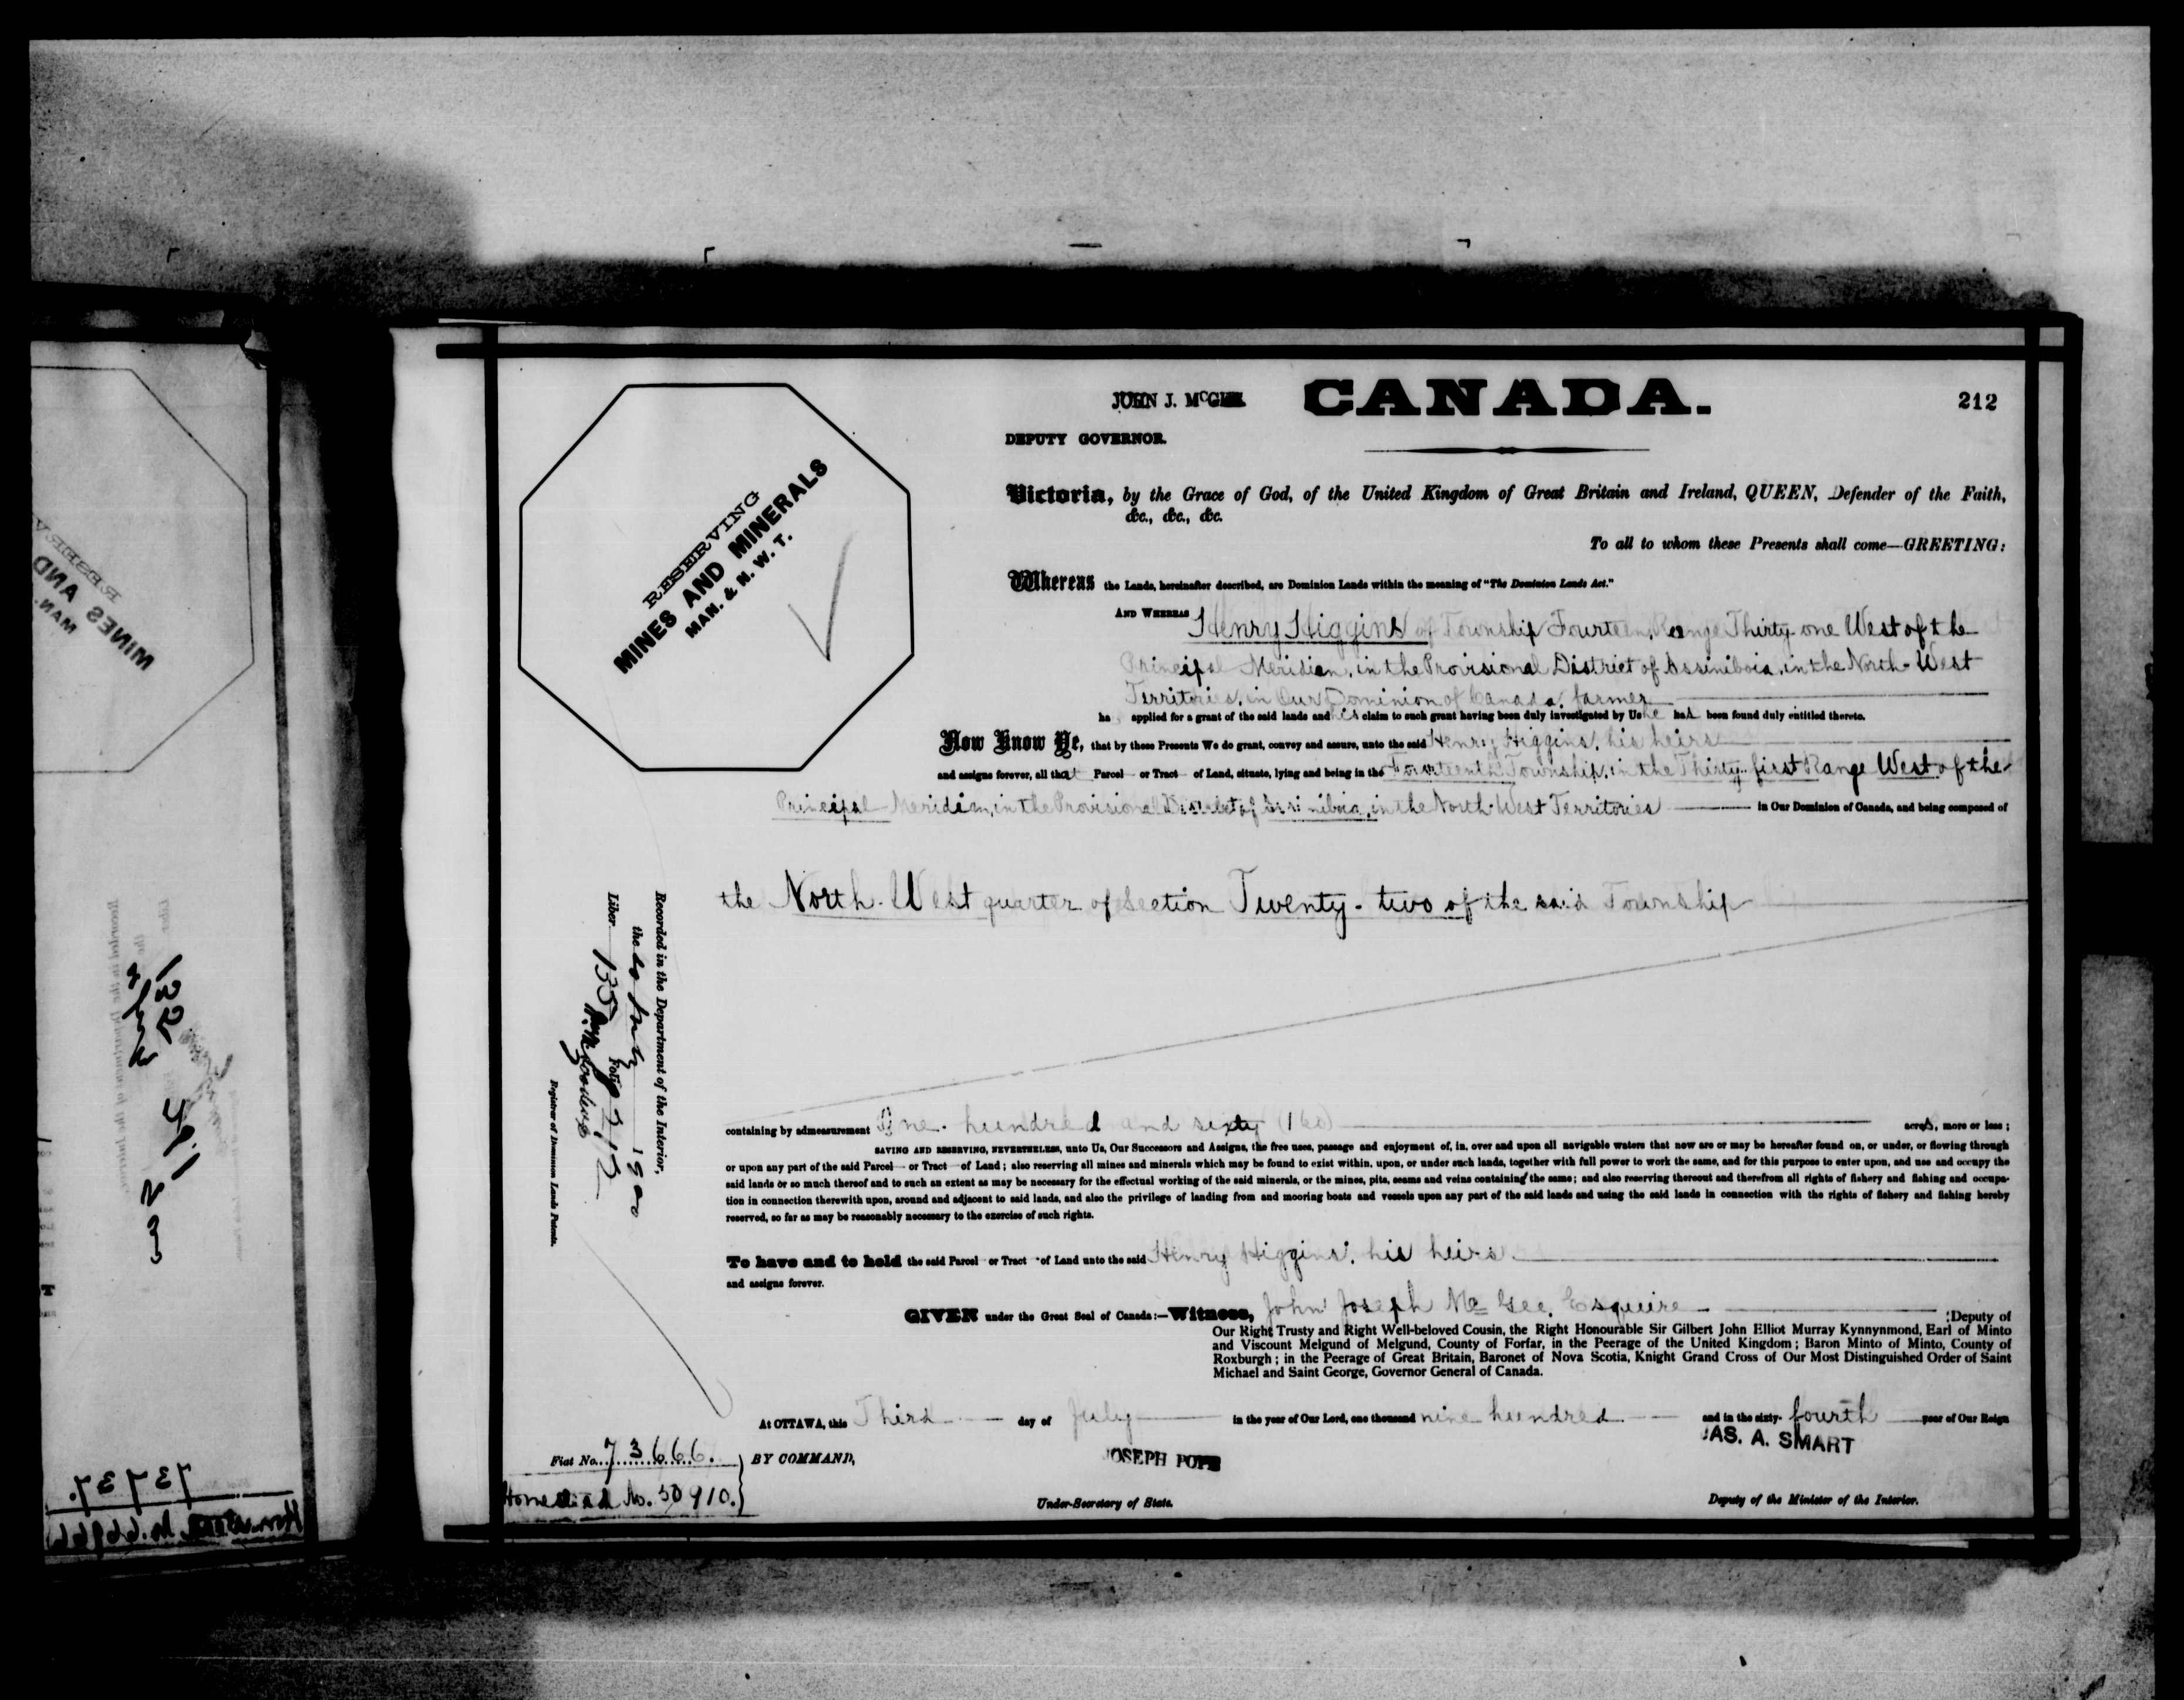 JOHN J. McGEE
CANADA.
212
DEPUTY GOVERNOR.
RESERVING
MINES AND MINERALS
MAN. & N. W. T.
Victoria, by the Grace of God, of the United Kingdom of Great Britain and Ireland, QUEEN, Defender of the Faith,
&c., &c., &c.
To all to whom these Presents shall come—GREETING:
Whereas the Lands, hereinafter described, are Dominion Lands within the meaning of "The Dominion Lands Act."
AND WHEREAS Henry Higgins of Township Fourteen, Range Thirty-one West of the
Principal Meridian, in the Provisional District of Assiniboia, in the North-West
Territories, in Our Dominion of Canada, farmer
ha applied for a grant of the said lands and his claim to such grant having been duly investigated by Us he has been found duly entitled thereto.
Now Know Ye, that by these Presents We do grant, convey and assure, unto the said Henry Higgins, his heirs
and assigns forever, all that Parcel or Tract of Land, situate, lying and being in the Fourteenth Township, in the Thirty-first Range West of the
Principal Meridian, in the Provisional District of Assiniboia, in the North-West Territories in Our Dominion of Canada, and being composed of
the North-West quarter of Section Twenty-two of the said Township
Recorded in the Department of the Interior,
the 20 July 1900
Liber 135 Folio 212
Registrar of Dominion Lands Patents.
containing by admeasurement One hundred and sixty (160) acres, more or less ;
SAVING AND RESERVING, NEVERTHELESS, unto Us, Our Successors and Assigns, the free uses, passage and enjoyment of, in, over and upon all navigable waters that now are or may be hereafter found on, or under, or flowing through
or upon any part of the said Parcel or Tract of Land ; also reserving all mines and minerals which may be found to exist within, upon, or under such lands, together with full power to work the same, and for this purpose to enter upon, and use and occupy the
said lands or so much thereof and to such an extent as may be necessary for the effectual working of the said minerals, or the mines, pits, seams and veins containing the same ; and also reserving thereout and therefrom all rights of fishery and fishing and occupa-
tion in connection therewith upon, around and adjacent to said lands, and also the privilege of landing from and mooring boats and vessels upon any part of the said lands and using the said lands in connection with the rights of fishery and fishing hereby
reserved, so far as may be reasonably necessary to the exercise of such rights.
To have and to hold the said Parcel or Tract of Land unto the said Henry Higgins, his heirs
and assigns forever.
GIVEN under the Great Seal of Canada :—Witness, John Joseph McGee, Esquire Deputy of
Our Right Trusty and Right Well-beloved Cousin, the Right Honourable Sir Gilbert John Elliot Murray Kynnynmond, Earl of Minto
and Viscount Melgund of Melgund, County of Forfar, in the Peerage of the United Kingdom ; Baron Minto of Minto, County of
Roxburgh ; in the Peerage of Great Britain, Baronet of Nova Scotia, Knight Grand Cross of Our Most Distinguished Order of Saint
Michael and Saint George, Governor General of Canada.
At OTTAWA, this Third day of July in the year of Our Lord, one thousand nine hundred and in the sixty-fourth year of Our Reign
JAS. A. SMART
Fiat No. 73666.
BY COMMAND,
JOSEPH POPE
Homestead No. 50910.
Under-Secretary of State.
Deputy of the Minister of the Interior.